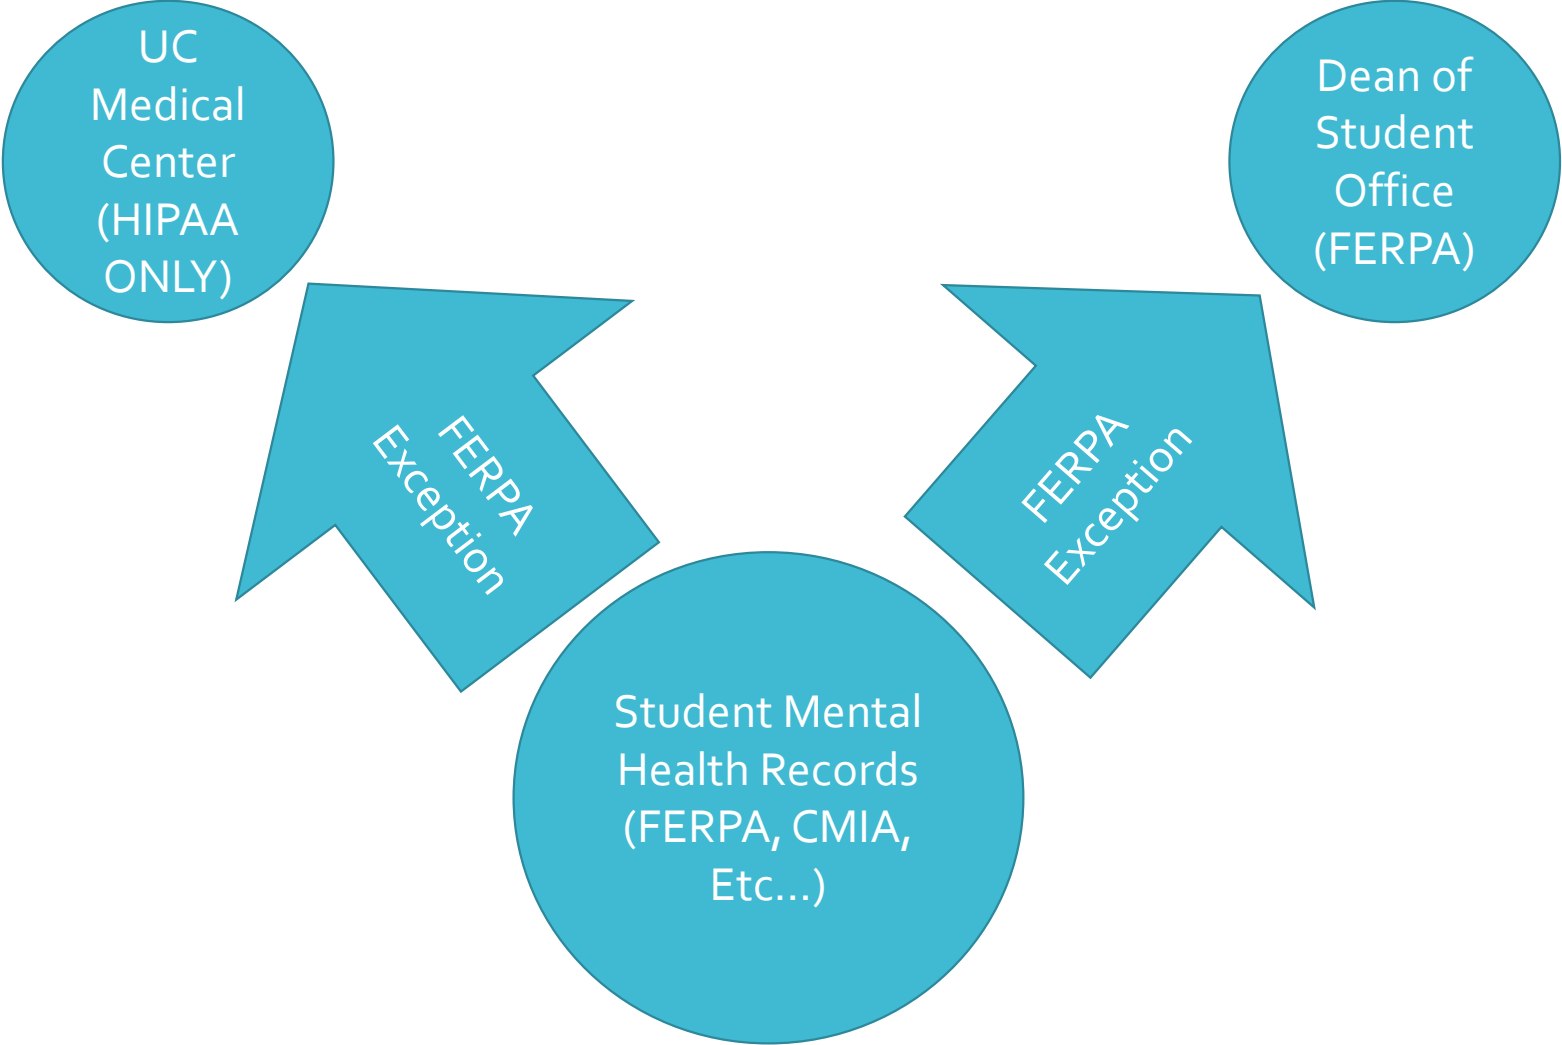 UC
Medical
Center
(HIPAA
ONLY)
Dean of
Student
Office
(FERPA)
FERPA
Exception
FERPA
Exception
Student Mental
Health Records
(FERPA, CMIA,
Etc...)